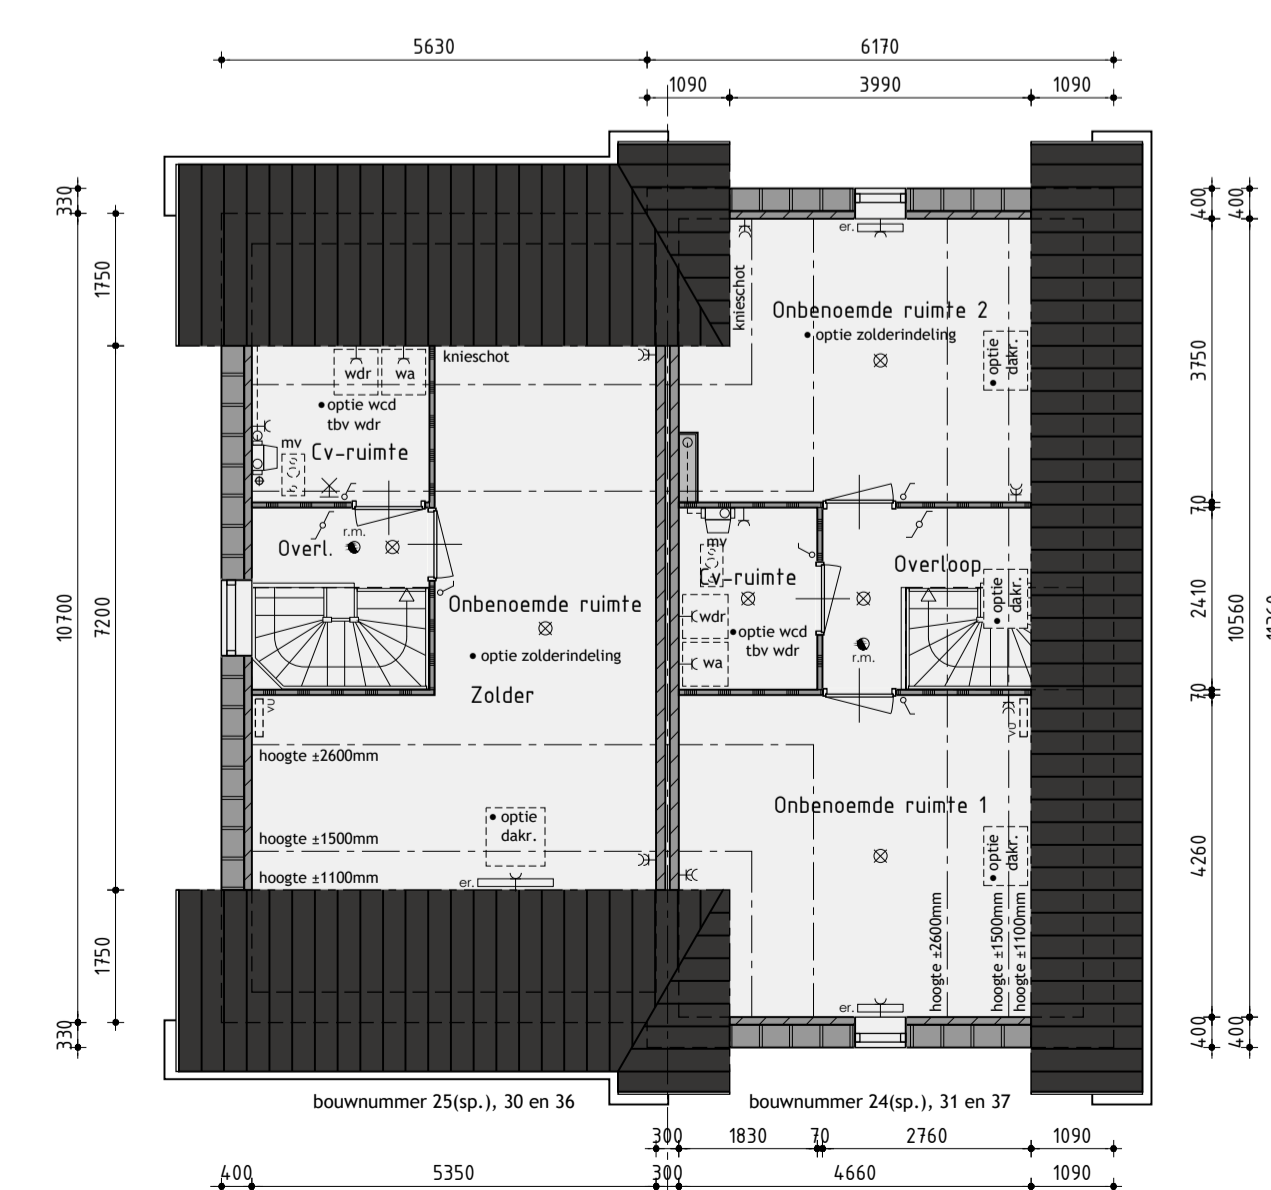 5630
6170
1090
3990
1090
330
1750
10700
7200
1750
330
400
400
3750
70
2410
10560
70
4260
400
400
er.
knieschot
Onbenoemde ruimte 2
• optie zolderindeling
• optie
dakr.
knieschot
wdr
wa
• optie wcd
tbv wdr
mv
Cv-ruimte
r.m.
Overl.
Onbenoemde ruimte
• optie zolderindeling
Zolder
vu
hoogte ±2600mm
hoogte ±1500mm
hoogte ±1100mm
• optie
dakr.
er.
mv
Cv-ruimte
wdr
• optie wcd
tbv wdr
wa
Overloop
• optie
dakr.
r.m.
vu
Onbenoemde ruimte 1
• optie
dakr.
hoogte ±2600mm
hoogte ±1500mm
hoogte ±1100mm
er.
bouwnummer 25(sp.), 30 en 36
bouwnummer 24(sp.), 31 en 37
300
1830
70
2760
1090
400
5350
300
4660
1090